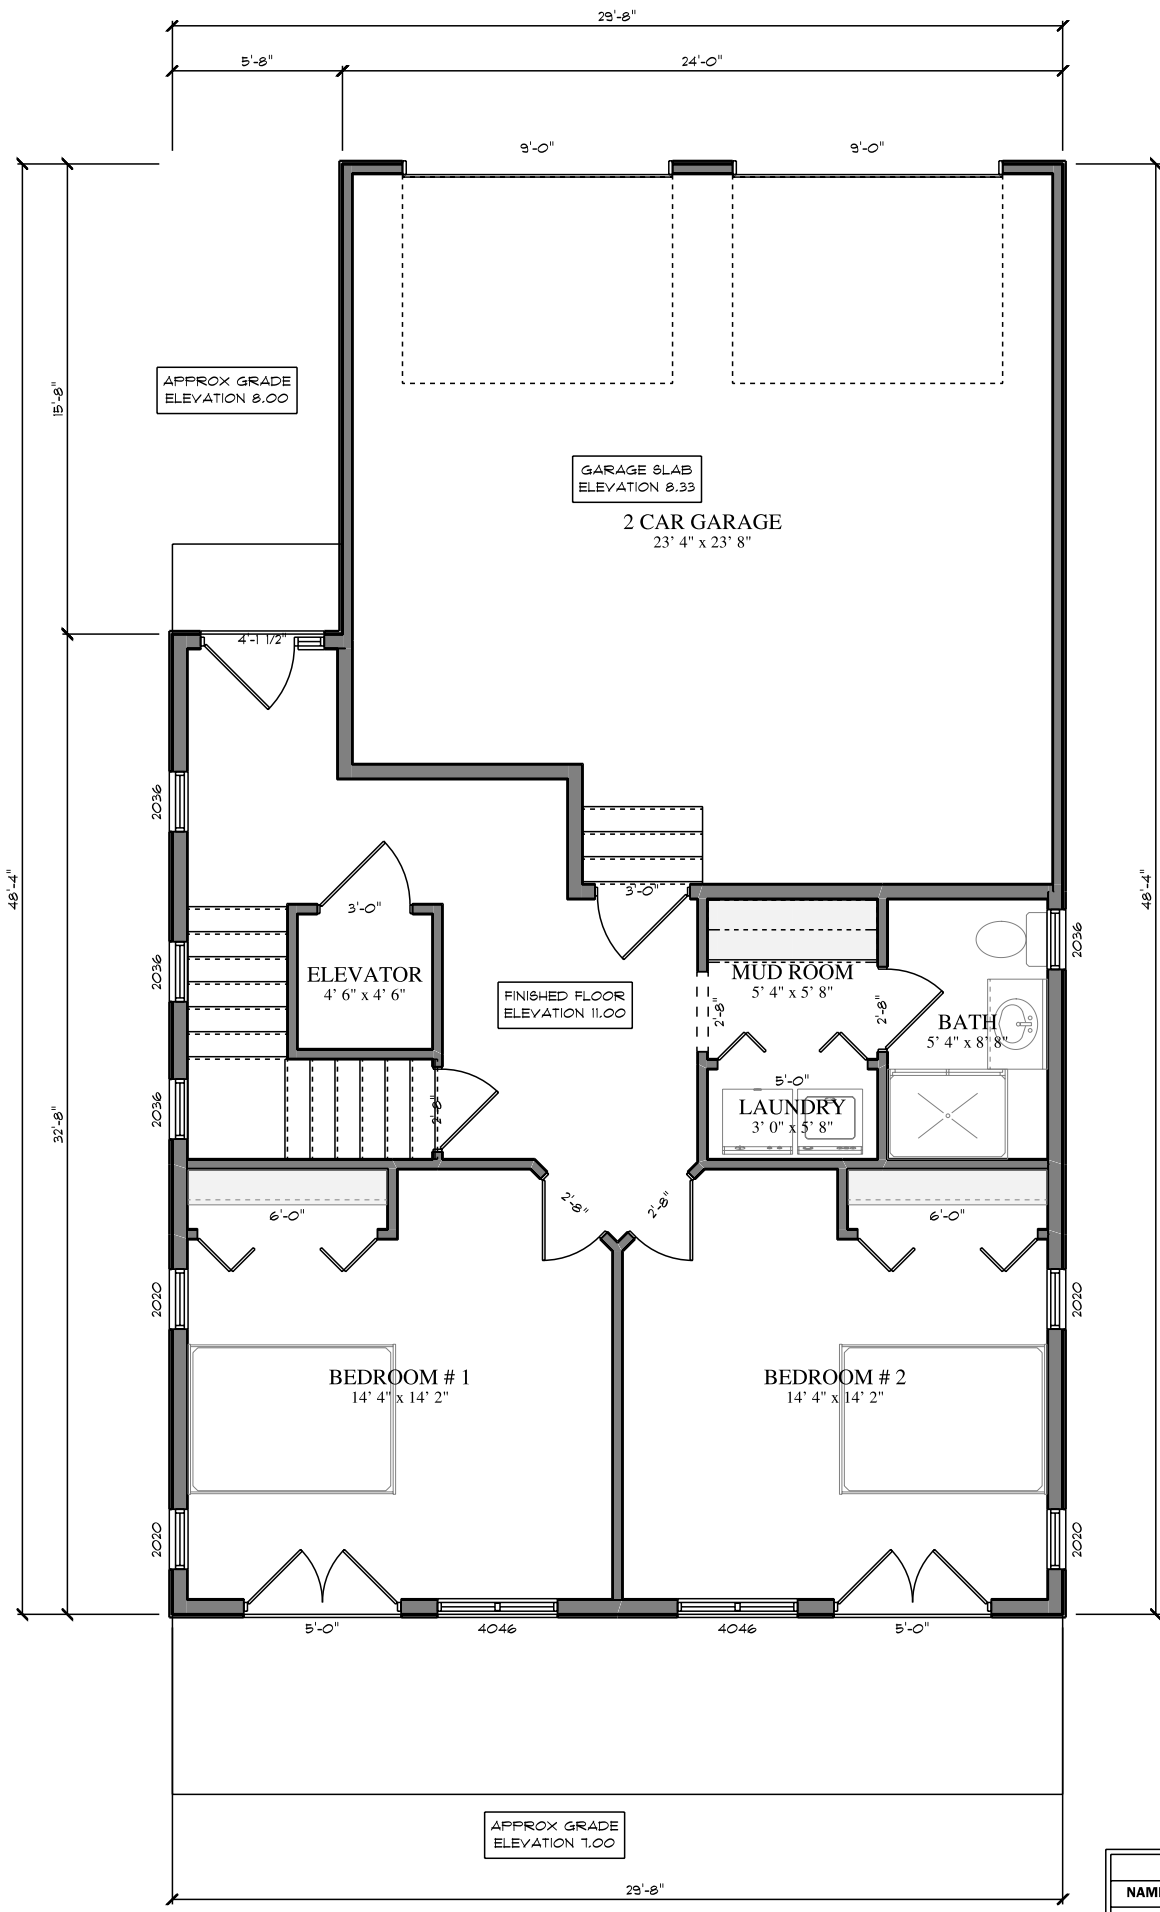 29'-8"
5'-8"
24'-0"
9'-0"
9'-0"
15'-8"
APPROX GRADE
ELEVATION 8.00
GARAGE SLAB
ELEVATION 8.33
2 CAR GARAGE
23' 4" x 23' 8"
4'-1 1/2"
2036
48'-4"
48'-4"
3'-0"
3'-0"
2036
ELEVATOR
4' 6" x 4' 6"
FINISHED FLOOR
ELEVATION 11.00
MUD ROOM
5' 4" x 5' 8"
2'-8"
2'-8"
BATH
5' 4" x 8' 8"
2036
2036
32'-8"
2'-8"
5'-0"
LAUNDRY
3' 0" x 5' 8"
6'-0"
2'-8"
2'-8"
6'-0"
2020
2020
BEDROOM # 1
14' 4" x 14' 2"
BEDROOM # 2
14' 4" x 14' 2"
2020
2020
5'-0"
4046
4046
5'-0"
APPROX GRADE
ELEVATION 7.00
29'-8"